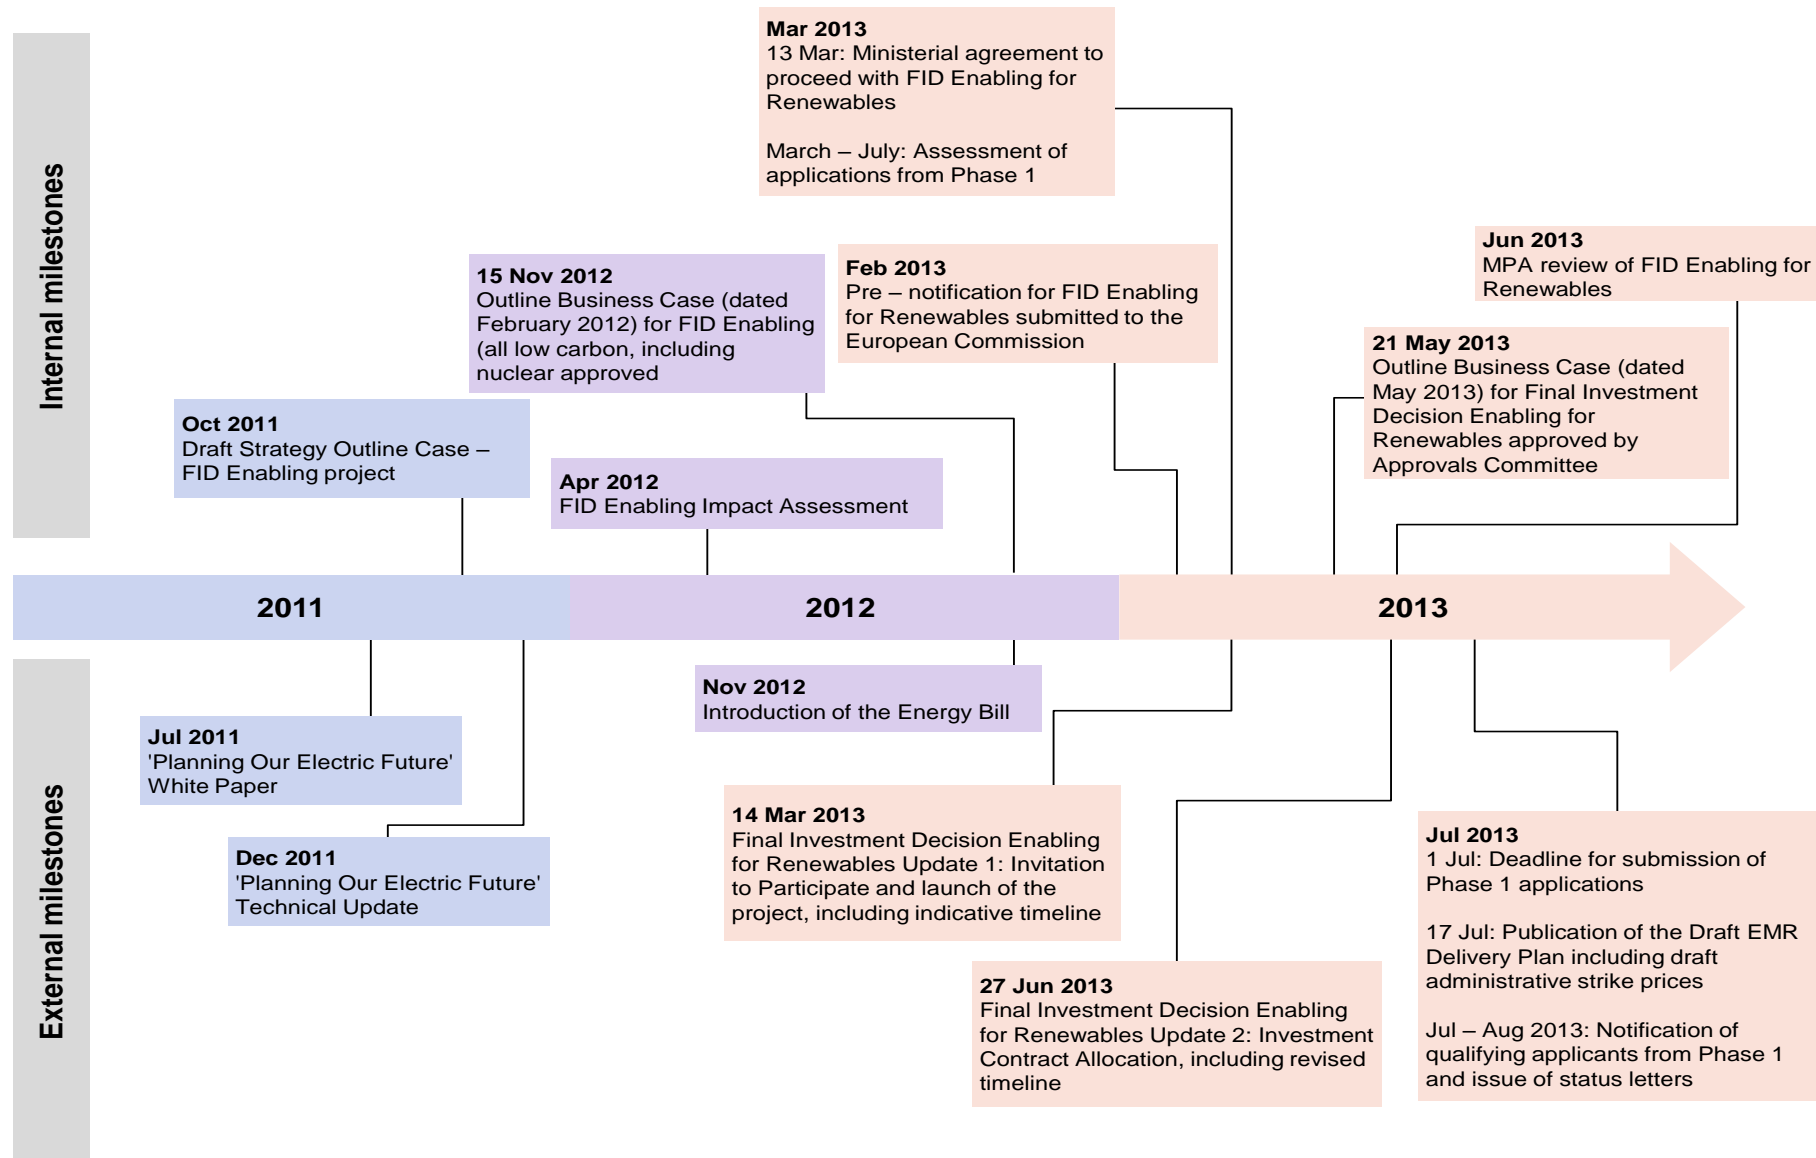 Internal milestones
Mar 2013
13 Mar: Ministerial agreement to
proceed with FID Enabling for
Renewables
March – July: Assessment of
applications from Phase 1
15 Nov 2012
Outline Business Case (dated
February 2012) for FID Enabling
(all low carbon, including
nuclear approved
Feb 2013
Pre – notification for FID Enabling
for Renewables submitted to the
European Commission
Jun 2013
MPA review of FID Enabling for
Renewables
21 May 2013
Outline Business Case (dated
May 2013) for Final Investment
Decision Enabling for
Renewables approved by
Approvals Committee
Oct 2011
Draft Strategy Outline Case –
FID Enabling project
Apr 2012
FID Enabling Impact Assessment
2011
2012
2013
External milestones
Jul 2011
'Planning Our Electric Future'
White Paper
Dec 2011
'Planning Our Electric Future'
Technical Update
Nov 2012
Introduction of the Energy Bill
14 Mar 2013
Final Investment Decision Enabling
for Renewables Update 1: Invitation
to Participate and launch of the
project, including indicative timeline
27 Jun 2013
Final Investment Decision Enabling
for Renewables Update 2: Investment
Contract Allocation, including revised
timeline
Jul 2013
1 Jul: Deadline for submission of
Phase 1 applications
17 Jul: Publication of the Draft EMR
Delivery Plan including draft
administrative strike prices
Jul – Aug 2013: Notification of
qualifying applicants from Phase 1
and issue of status letters